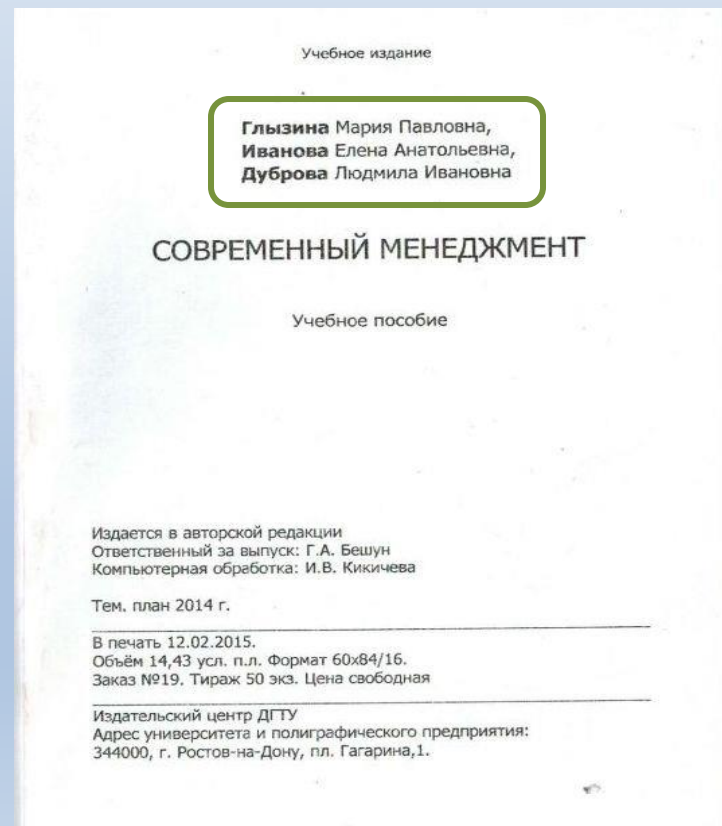 Учебное издание
Глызина Мария Павловна,
Иванова Елена Анатольевна,
Дуброва Людмила Ивановна
СОВРЕМЕННЫЙ МЕНЕДЖМЕНТ
Учебное пособие
Издается в авторской редакции
Ответственный за выпуск: Г.А. Бешун
Компьютерная обработка: И.В. Кикичева
Тем. план 2014 г.
В печать 12.02.2015.
Объём 14,43 усл. п.л. Формат 60х84/16.
Заказ №19. Тираж 50 экз. Цена свободная
Издательский центр ДГТУ
Адрес университета и полиграфического предприятия:
344000, г. Ростов-на-Дону, пл. Гагарина,1.